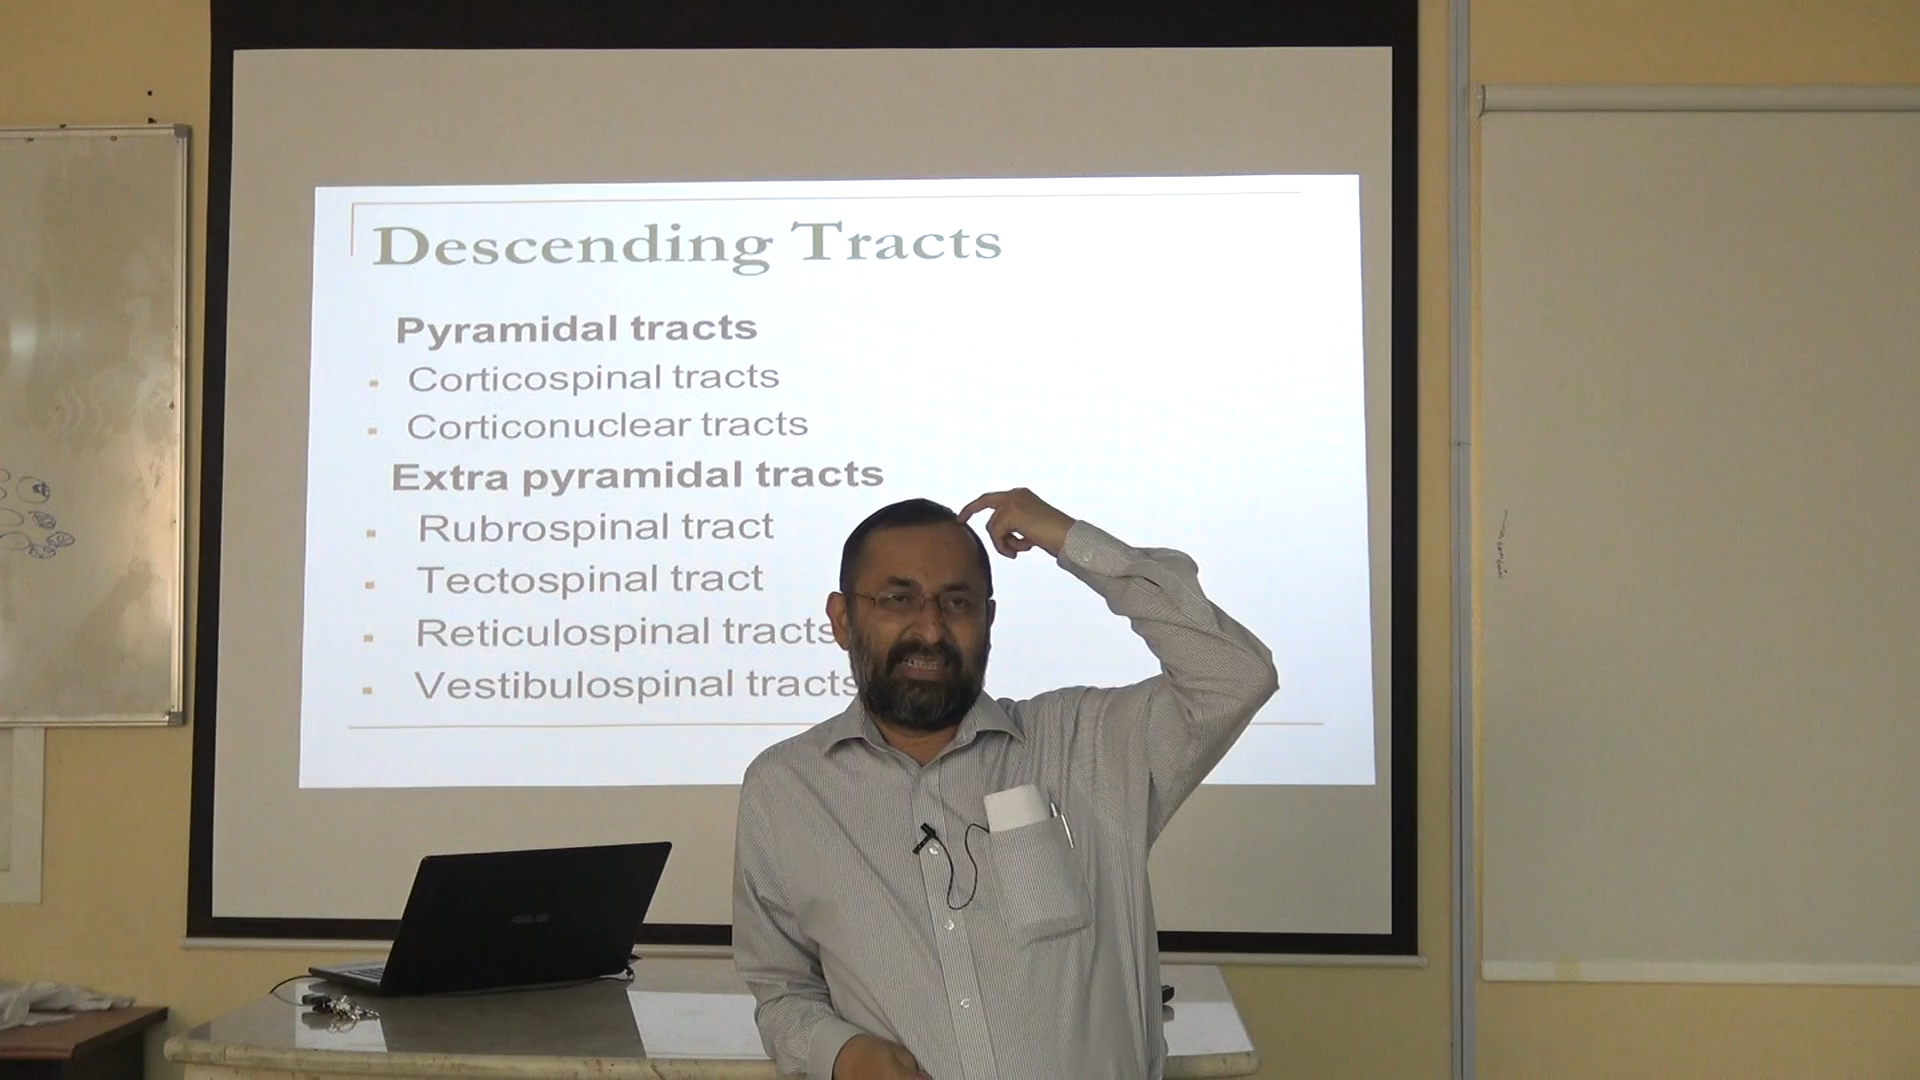 Descending Tracts
Pyramidal tracts
Corticospinal tracts
Corticonuclear tracts
Extra pyramidal tracts
Rubrospinal tract
Tectospinal tract
Reticulospinal tracts
Vestibulospinal tracts
ASUS